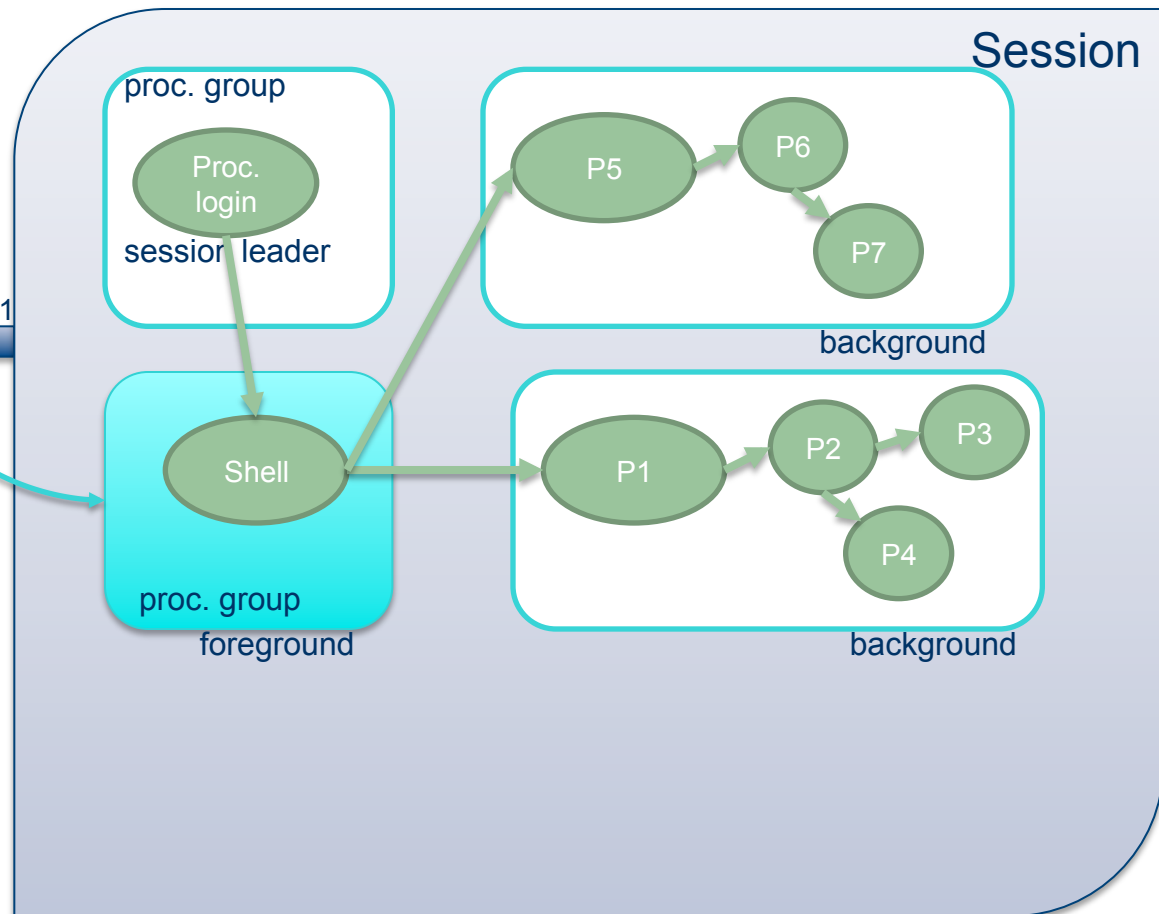 Session
proc. group
Proc.
login
session leader
P5
P6
P7
background
1
Shell
proc. group
foreground
P1
P2
P3
P4
background